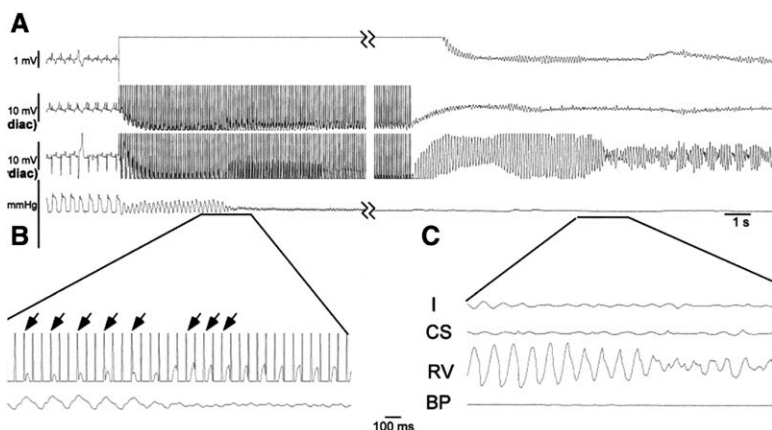 A
1 mV
10 mV
diac)
10 mV
diac)
mmHg
1 s
B
C
I
CS
RV
BP
100 ms